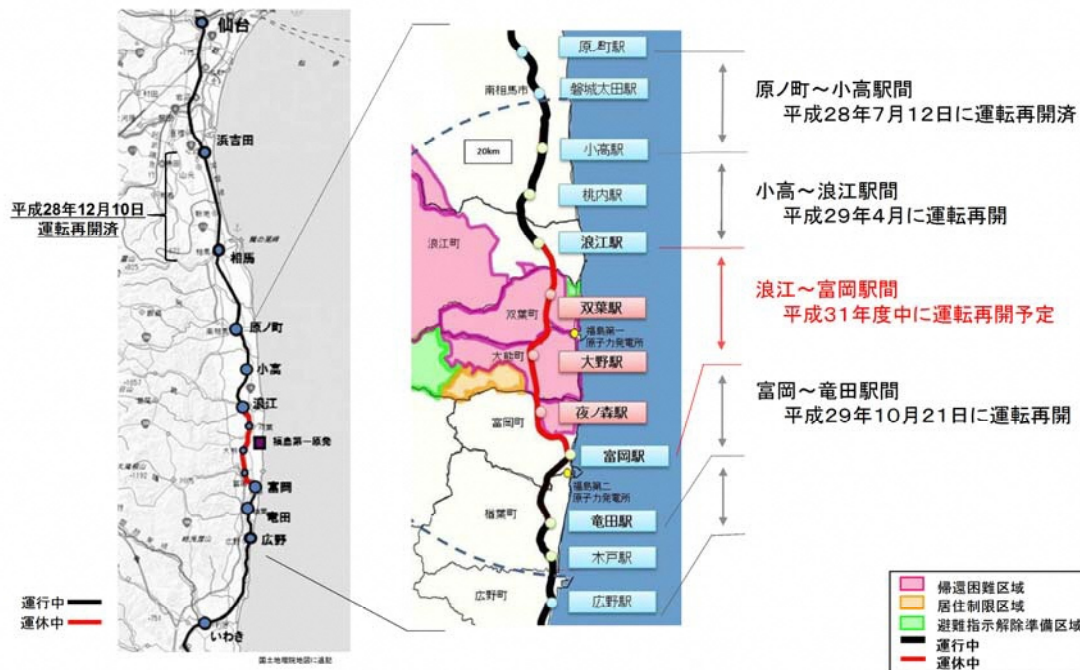 仙台
浜吉田
平成28年12月10日
運転再開済
相馬
原ノ町
小高
浪江
福島第一原発
富岡
竜田
広野
いわき
運行中
運休中
国土地理院地図に追記
原ノ町駅
南相馬市
磐城太田駅
20km
小高駅
桃内駅
浪江町
浪江駅
双葉町
双葉駅
福島第一
原子力発電所
大熊町
大野駅
夜ノ森駅
富岡町
富岡駅
福島第二
原子力発電所
楢葉町
竜田駅
木戸駅
広野町
広野駅
原ノ町～小高駅間
平成28年7月12日に運転再開済
小高～浪江駅間
平成29年4月に運転再開
浪江～富岡駅間
平成31年度中に運転再開予定
富岡～竜田駅間
平成29年10月21日に運転再開
帰還困難区域
居住制限区域
避難指示解除準備区域
運行中
運休中